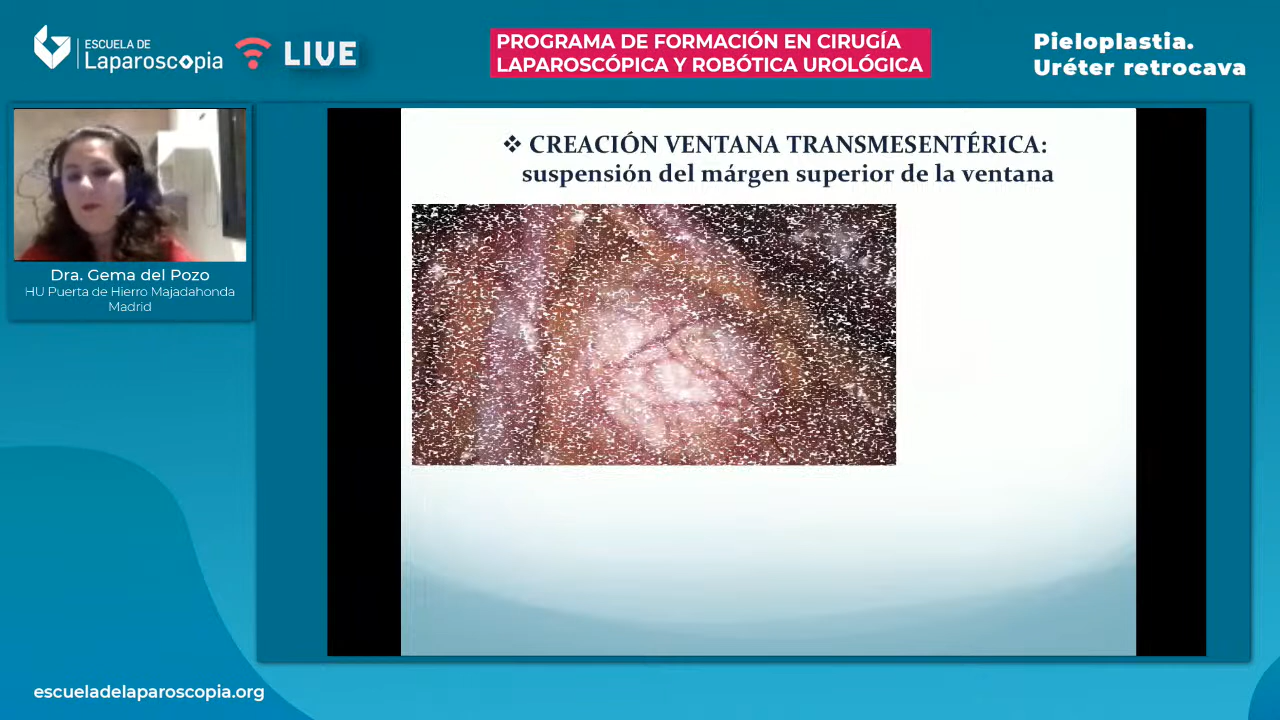 ESCUELA DE
Laparoscopia
LIVE
PROGRAMA DE FORMACIÓN EN CIRUGÍA
LAPAROSCÓPICA Y ROBÓTICA UROLÓGICA
Pieloplastia.
Uréter retrocava
❖ CREACIÓN VENTANA TRANSMESENTÉRICA:
suspensión del márgen superior de la ventana
Dra. Gema del Pozo
HU Puerta de Hierro Majadahonda
Madrid
escueladelaparoscopia.org